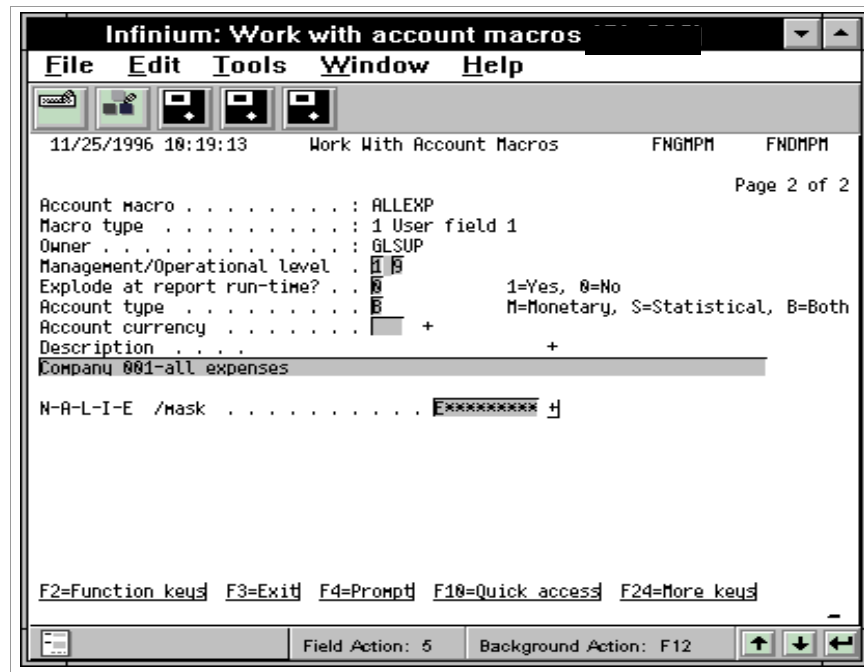 Infinium: Work with account macros
File Edit Tools Window Help
11/25/1996 10:19:13 Work With Account Macros FNGMPM FNDMPM
Page 2 of 2
Account macro . . . . . . . . . : ALLEXP
Macro type . . . . . . . . . . : 1 User field 1
Owner . . . . . . . . . . . . . : GLSUP
Management/Operational level . 1 9
Explode at report run-time? . . 0 1=Yes, 0=No
Account type . . . . . . . . . . B M=Monetary, S=Statistical, B=Both
Account currency . . . . . . . +
Description . . . . +
Company 001-all expenses
N-A-L-I-E /mask . . . . . . . . . . E********* +
F2=Function keys F3=Exit F4=Prompt F10=Quick access F24=More keys
Field Action: 5 Background Action: F12